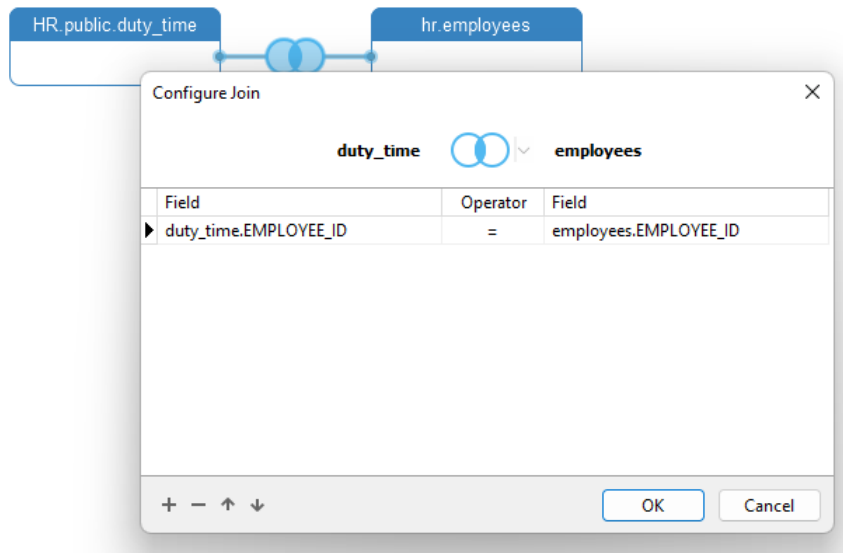 HR.public.duty_time hr.employees
Configure Join
duty_time employees
Field Operator Field
duty_time.EMPLOYEE_ID = employees.EMPLOYEE_ID
OK Cancel